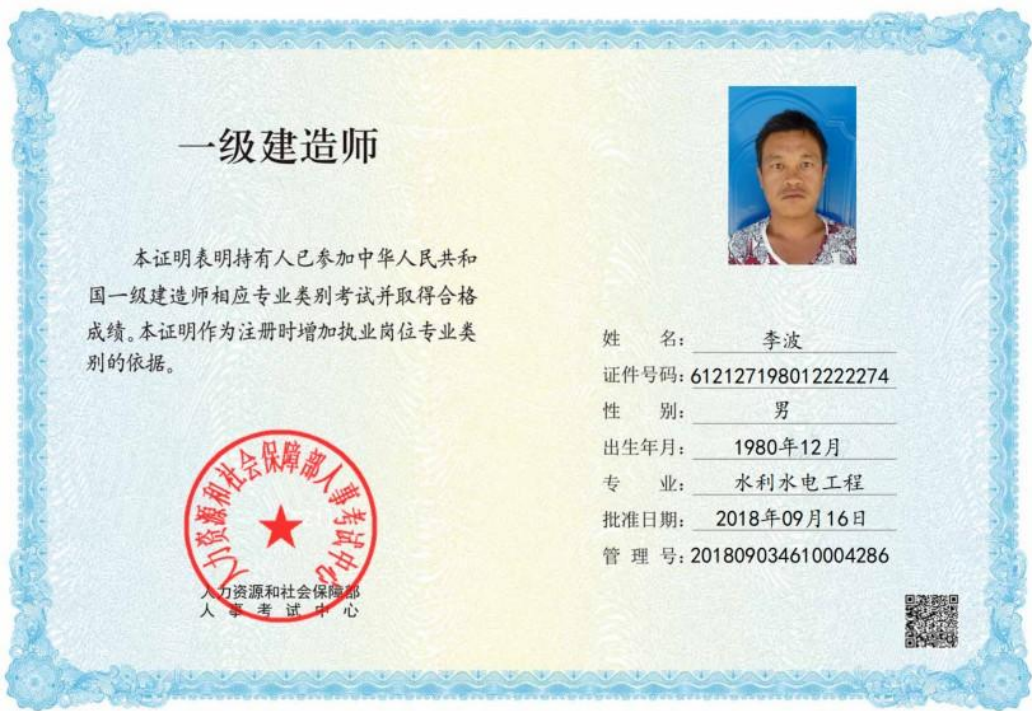 一级建造师
本证明表明持有人已参加中华人民共和
国一级建造师相应专业类别考试并取得合格
成绩。本证明作为注册时增加执业岗位专业类
别的依据。
人力资源和社会保障部人事考试中心
人力资源和社会保障部
人事考试中心
姓名：李波
证件号码：612127198012222274
性别：男
出生年月：1980年12月
专业：水利水电工程
批准日期：2018年09月16日
管理号：201809034610004286